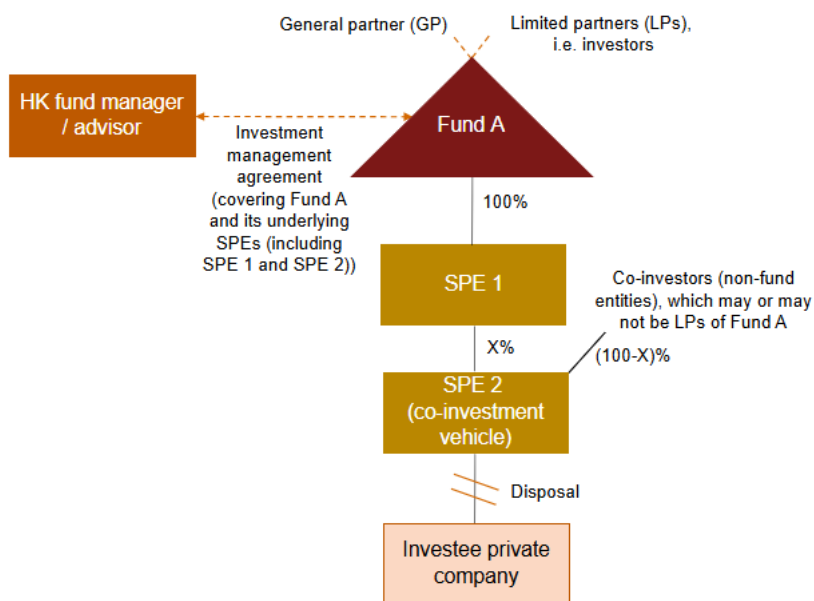 General partner (GP)
Limited partners (LPs),
i.e. investors
HK fund manager
/ advisor
Fund A
Investment
management
agreement
(covering Fund A
and its underlying
SPEs (including
SPE 1 and SPE 2))
100%
SPE 1
Co-investors (non-fund
entities), which may or may
not be LPs of Fund A
X%
(100-X)%
SPE 2
(co-investment
vehicle)
Disposal
Investee private
company